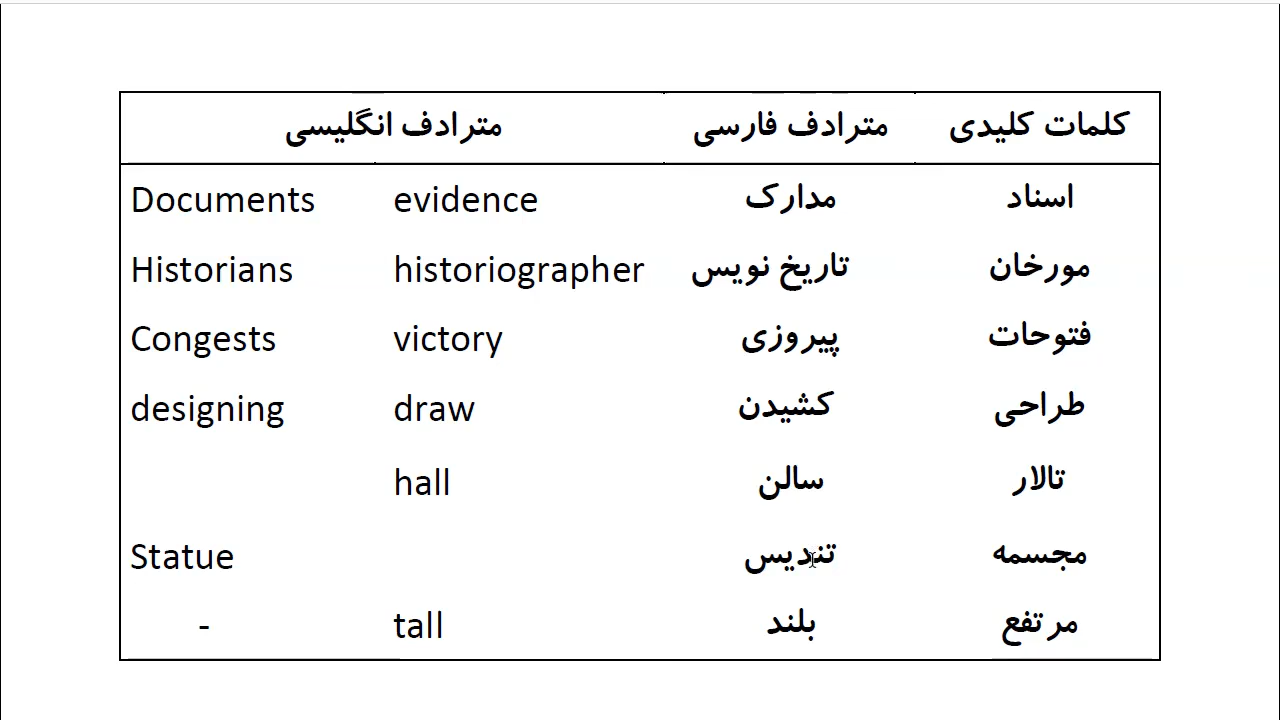 کلمات کلیدی مترادف فارسی مترادف انگلیسی
اسناد مدارک evidence Documents
مورخان تاریخ نویس historiographer Historians
فتوحات پیروزی victory Congests
طراحی کشیدن draw designing
تالار سالن hall
مجسمه تندیس Statue
مرتفع بلند tall -